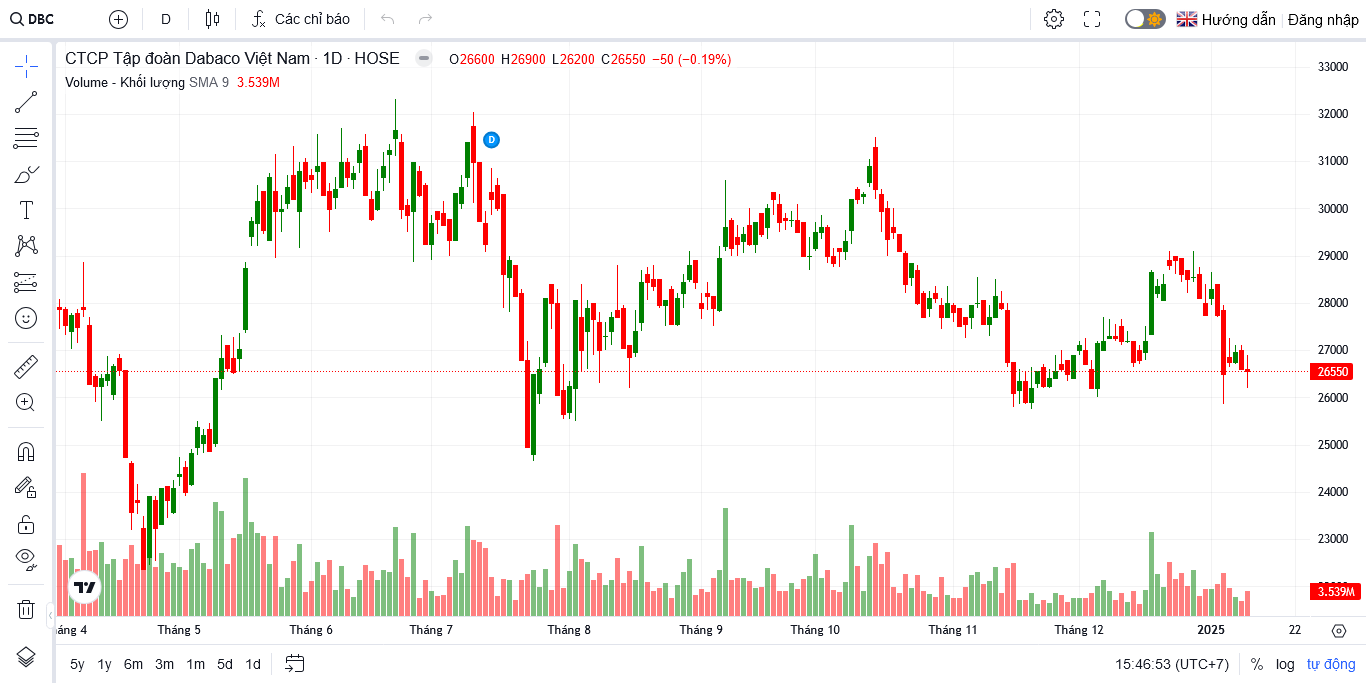 DBC
D
Các chỉ báo
Hướng dẫn
Đăng nhập
CTCP Tập đoàn Dabaco Việt Nam · 1D · HOSE
O26600 H26900 L26200 C26550 −50 (−0.19%)
Volume - Khối lượng SMA 9 3.539M
D
33000
32000
31000
30000
29000
28000
27000
26550
26000
25000
24000
23000
3.539M
Tháng 5
Tháng 6
Tháng 7
Tháng 8
Tháng 9
Tháng 10
Tháng 11
Tháng 12
2025
22
5y 1y 6m 3m 1m 5d 1d
15:46:53 (UTC+7)
% log tự động